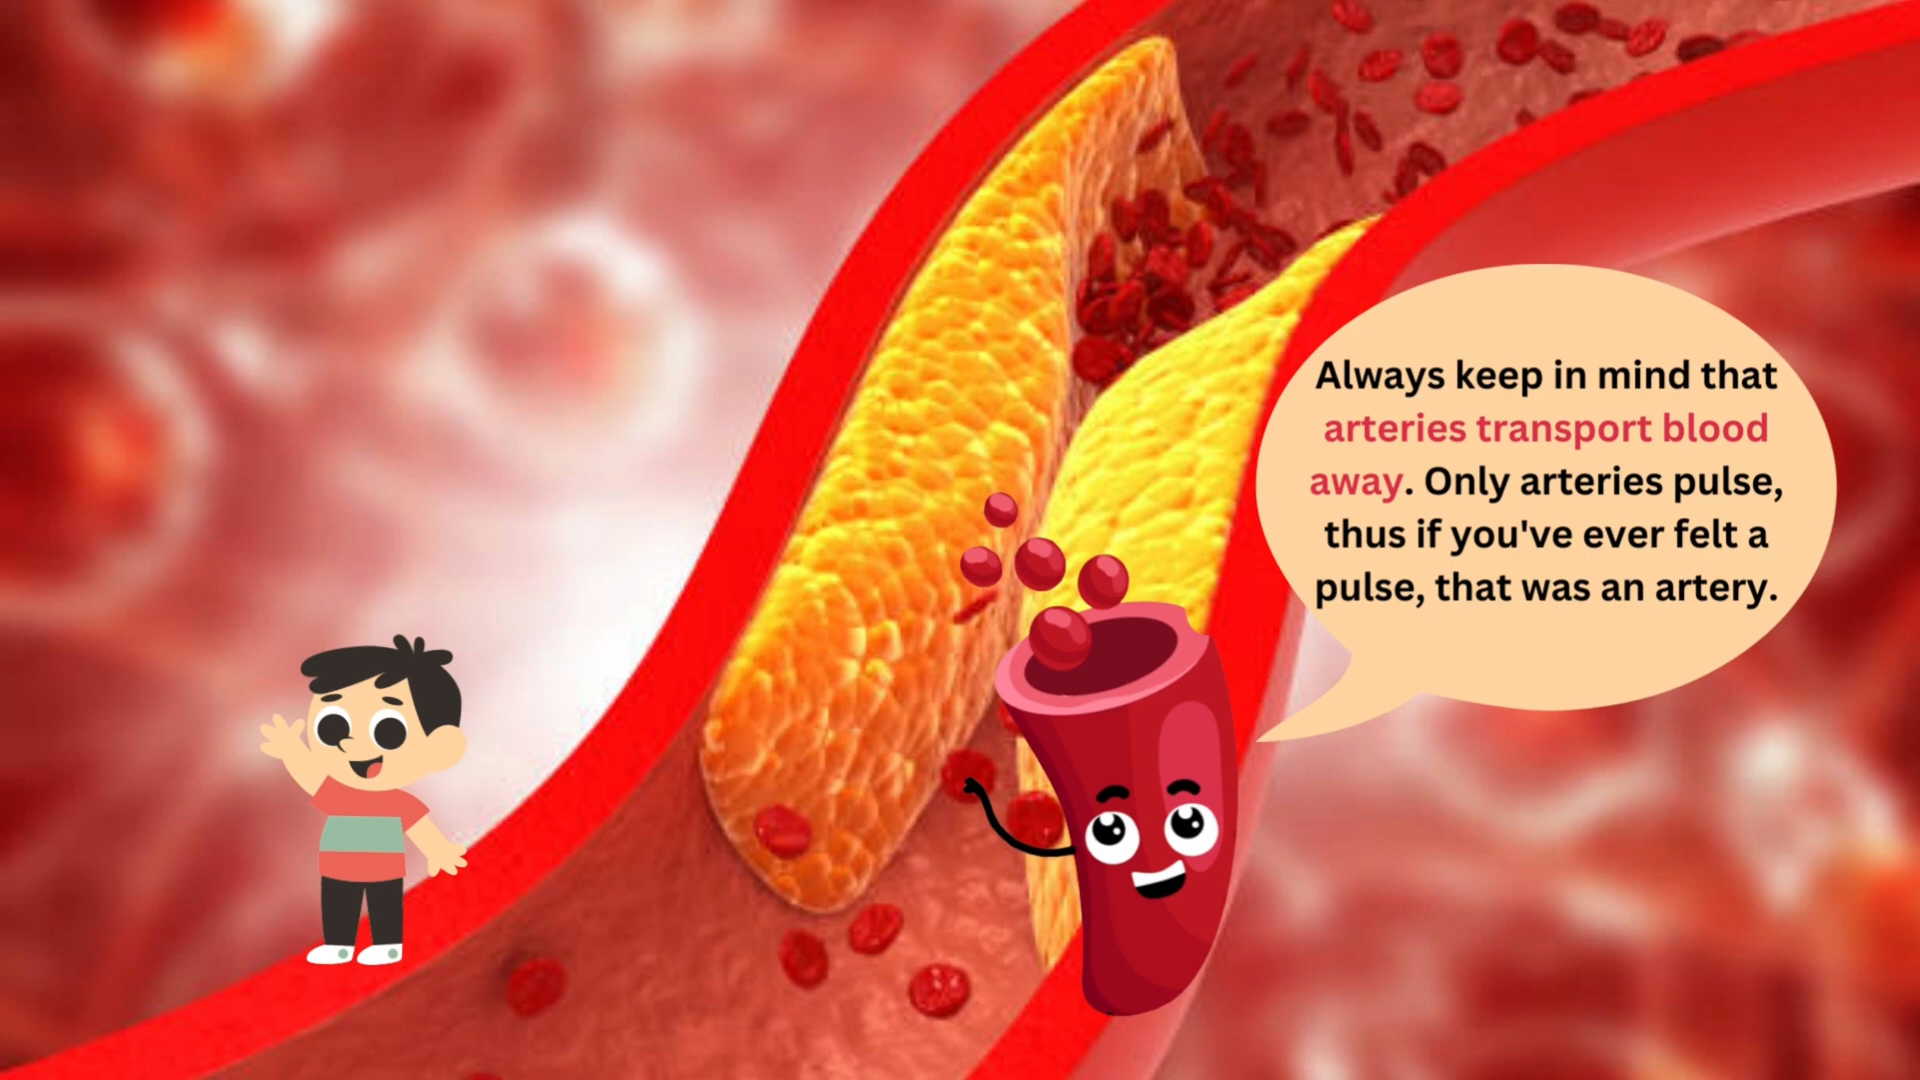 Always keep in mind that
arteries transport blood
away. Only arteries pulse,
thus if you've ever felt a
pulse, that was an artery.